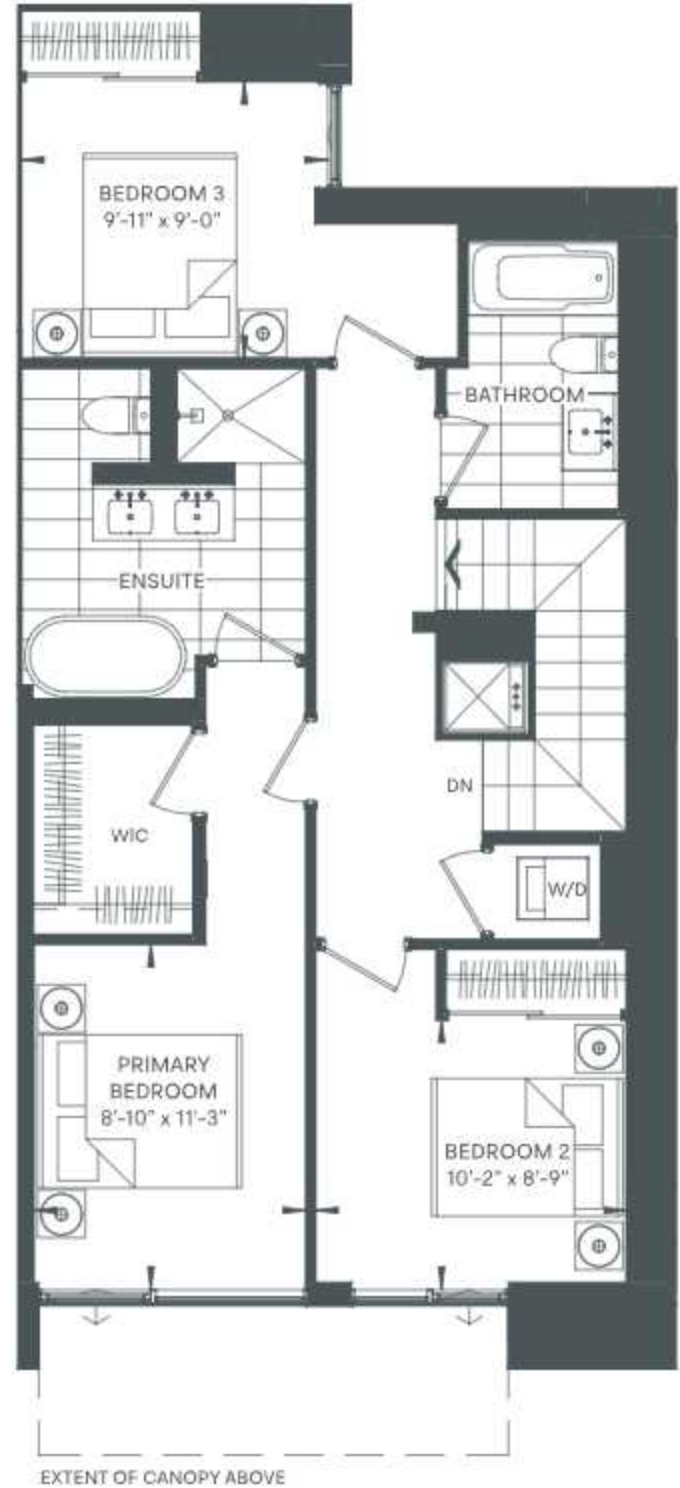 BEDROOM 3
9'-11" x 9'-0"
BATHROOM
ENSUITE
DN
WIC
W/D
PRIMARY
BEDROOM
8'-10" x 11'-3"
BEDROOM 2
10'-2" x 8'-9"
EXTENT OF CANOPY ABOVE